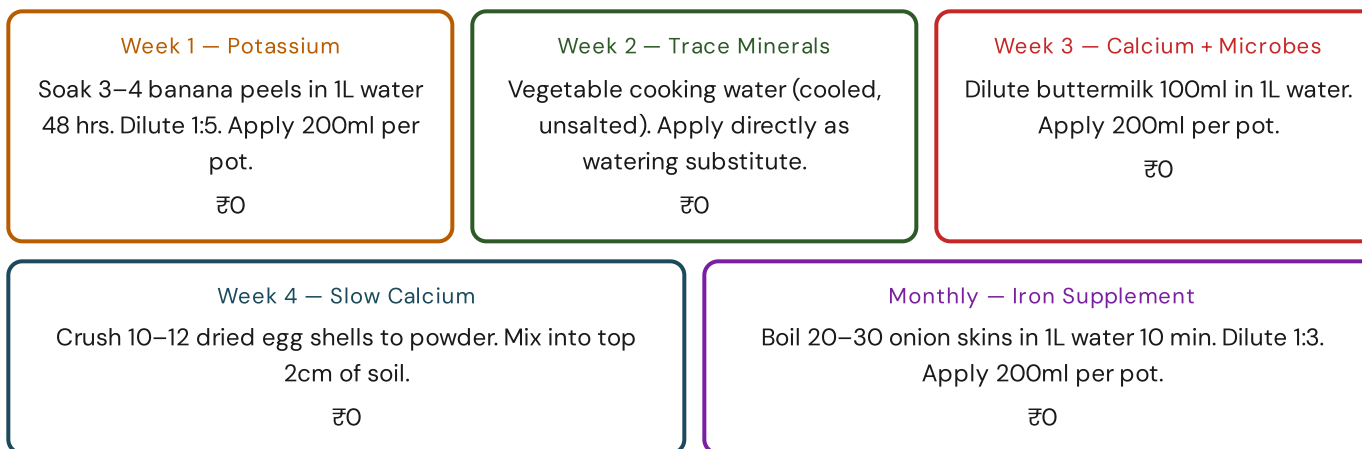 Week 1 — Potassium
Soak 3–4 banana peels in 1L water
48 hrs. Dilute 1:5. Apply 200ml per
pot.
₹0
Week 2 — Trace Minerals
Vegetable cooking water (cooled,
unsalted). Apply directly as
watering substitute.
₹0
Week 3 — Calcium + Microbes
Dilute buttermilk 100ml in 1L water.
Apply 200ml per pot.
₹0
Week 4 — Slow Calcium
Crush 10–12 dried egg shells to powder. Mix into top
2cm of soil.
₹0
Monthly — Iron Supplement
Boil 20–30 onion skins in 1L water 10 min. Dilute 1:3.
Apply 200ml per pot.
₹0